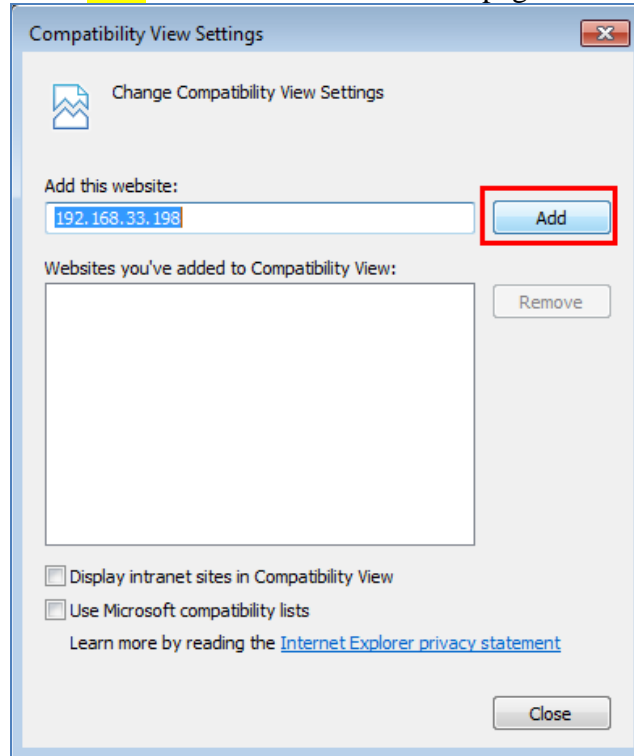 Compatibility View Settings
Change Compatibility View Settings
Add this website:
192.168.33.198
Add
Websites you've added to Compatibility View:
Remove
Display intranet sites in Compatibility View
Use Microsoft compatibility lists
Learn more by reading the Internet Explorer privacy statement
Close